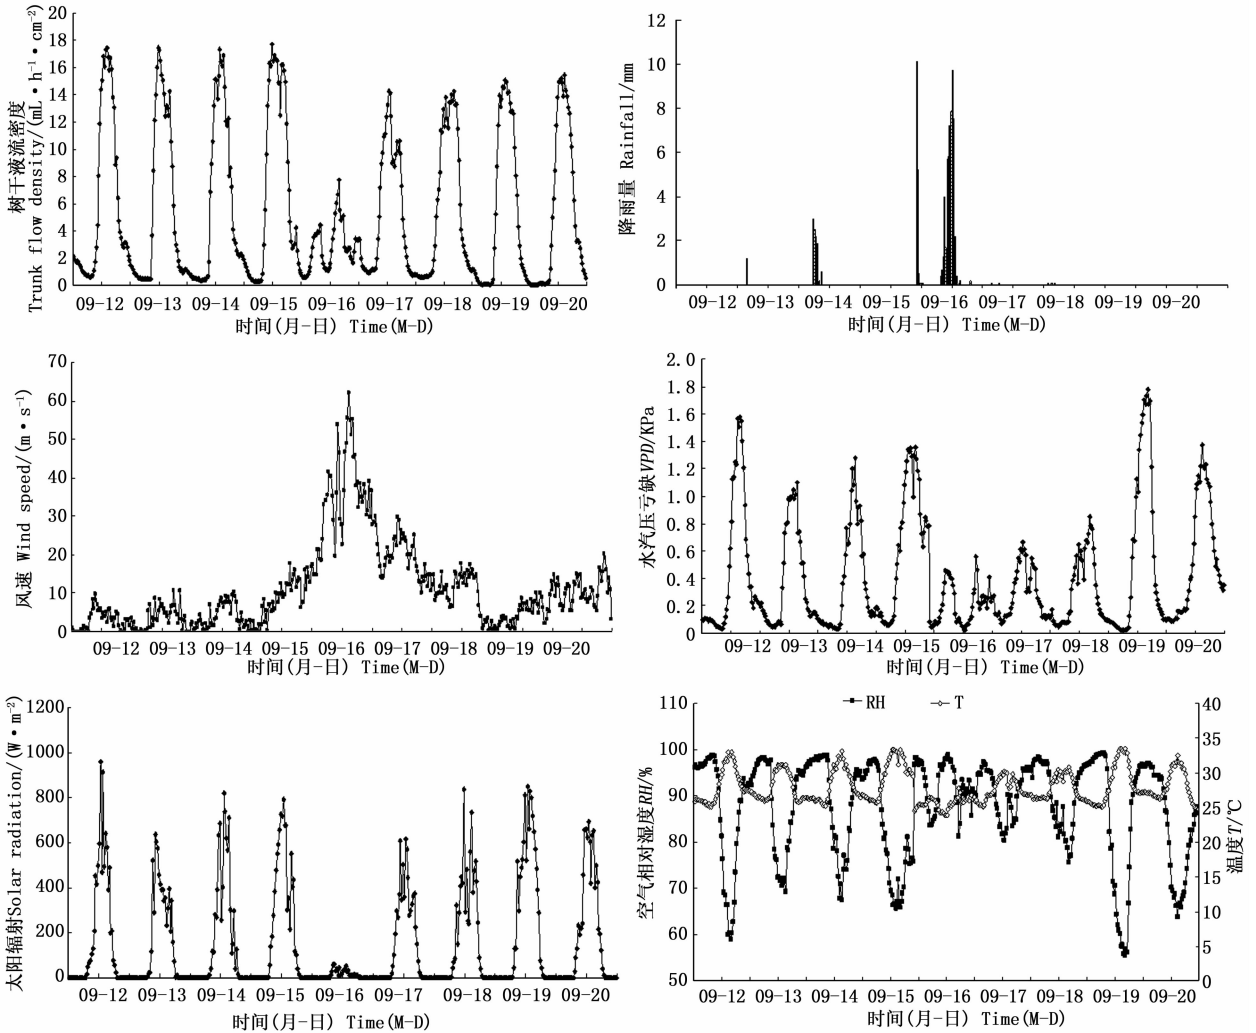 树干液流密度
Trunk flow density/(mL·h⁻¹·cm⁻²)
20
18
16
14
12
10
8
6
4
2
0
09-12 09-13 09-14 09-15 09-16 09-17 09-18 09-19 09-20
时间(月-日) Time(M-D)
降雨量 Rainfall/mm
12
10
8
6
4
2
0
09-12 09-13 09-14 09-15 09-16 09-17 09-18 09-19 09-20
时间(月-日) Time(M-D)
风速 Wind speed/(m·s⁻¹)
70
60
50
40
30
20
10
0
09-12 09-13 09-14 09-15 09-16 09-17 09-18 09-19 09-20
时间(月-日) Time(M-D)
水汽压亏缺VPD/KPa
2.0
1.8
1.6
1.4
1.2
1.0
0.8
0.6
0.4
0.2
0
09-12 09-13 09-14 09-15 09-16 09-17 09-18 09-19 09-20
时间(月-日) Time(M-D)
太阳辐射Solar radiation/(W·m⁻²)
1200
1000
800
600
400
200
0
09-12 09-13 09-14 09-15 09-16 09-17 09-18 09-19 09-20
时间(月-日) Time(M-D)
空气相对湿度RH/%
110
100
90
80
70
60
50
RH T
40
35
30
25
20
15
10
5
0
温度T/℃
09-12 09-13 09-14 09-15 09-16 09-17 09-18 09-19 09-20
时间(月-日) Time(M-D)